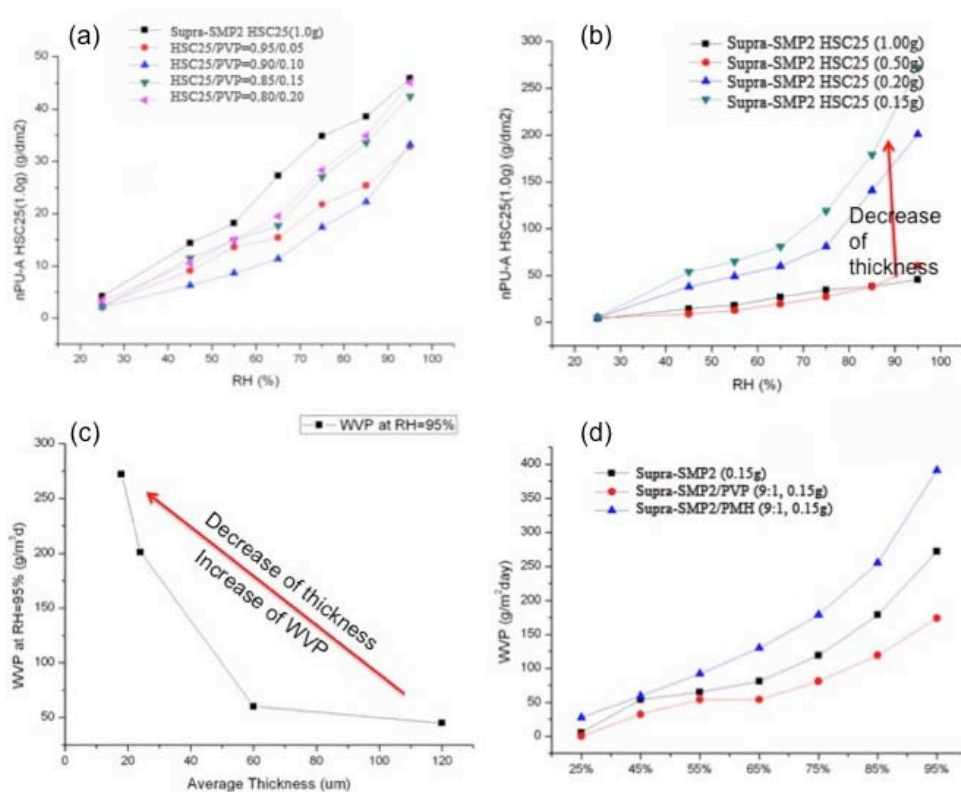 (a)
Supra-SMP2 HSC25(1.0g)
HSC25/PVP=0.95/0.05
HSC25/PVP=0.90/0.10
HSC25/PVP=0.85/0.15
HSC25/PVP=0.80/0.20
nPU-A HSC25(1.0g) (g/dm2)
50
40
30
20
10
0
20 30 40 50 60 70 80 90 100
RH (%)
(b)
Supra-SMP2 HSC25 (1.00g)
Supra-SMP2 HSC25 (0.50g)
Supra-SMP2 HSC25 (0.20g)
Supra-SMP2 HSC25 (0.15g)
Decrease
of
thickness
nPU-A HSC25(1.0g) (g/dm2)
300
250
200
150
100
50
0
20 30 40 50 60 70 80 90 100
RH (%)
(c)
WVP at RH=95%
Decrease of thickness
Increase of WVP
WVP at RH=95% (g/m²d)
300
250
200
150
100
50
0 20 40 60 80 100 120
Average Thickness (um)
(d)
Supra-SMP2 (0.15g)
Supra-SMP2/PVP (9:1, 0.15g)
Supra-SMP2/PMH (9:1, 0.15g)
WVP (g/m²day)
400
350
300
250
200
150
100
50
0
25% 45% 55% 65% 75% 85% 95%